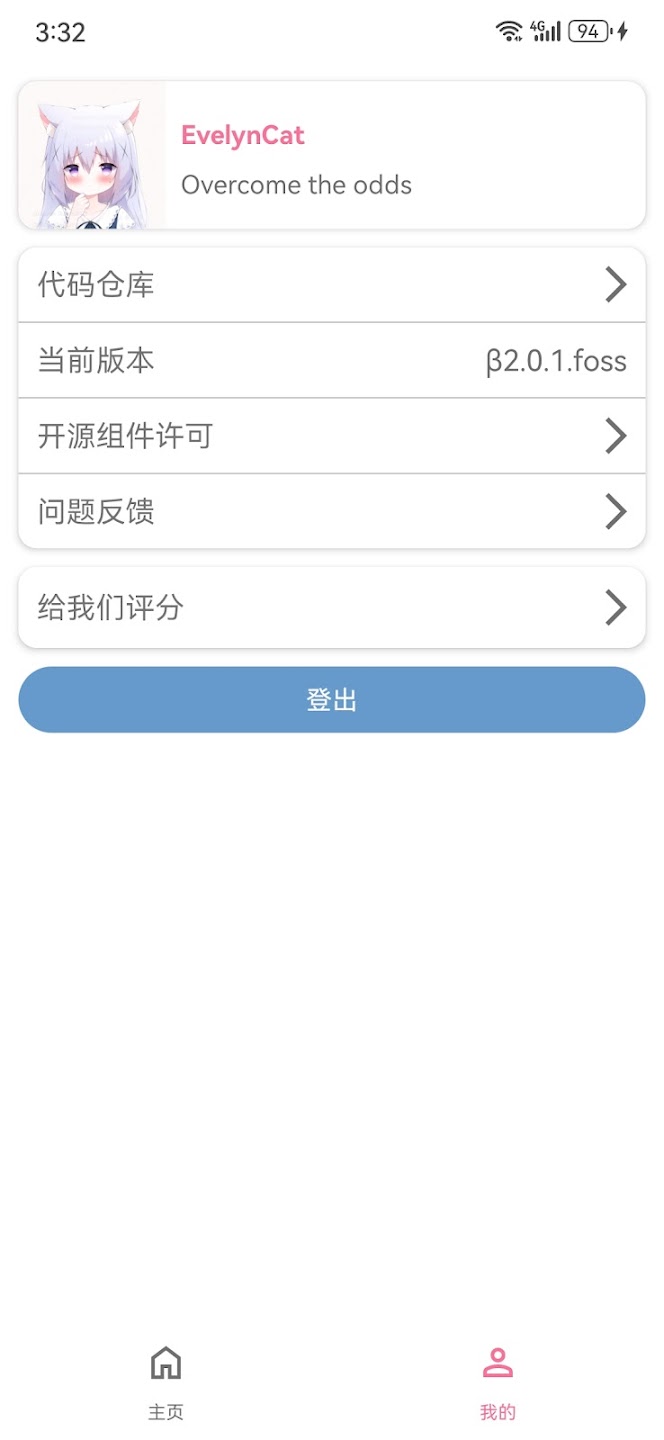 3:32
4G
94
EvelynCat
Overcome the odds
代码仓库
当前版本 β2.0.1.foss
开源组件许可
问题反馈
给我们评分
登出
主页
我的